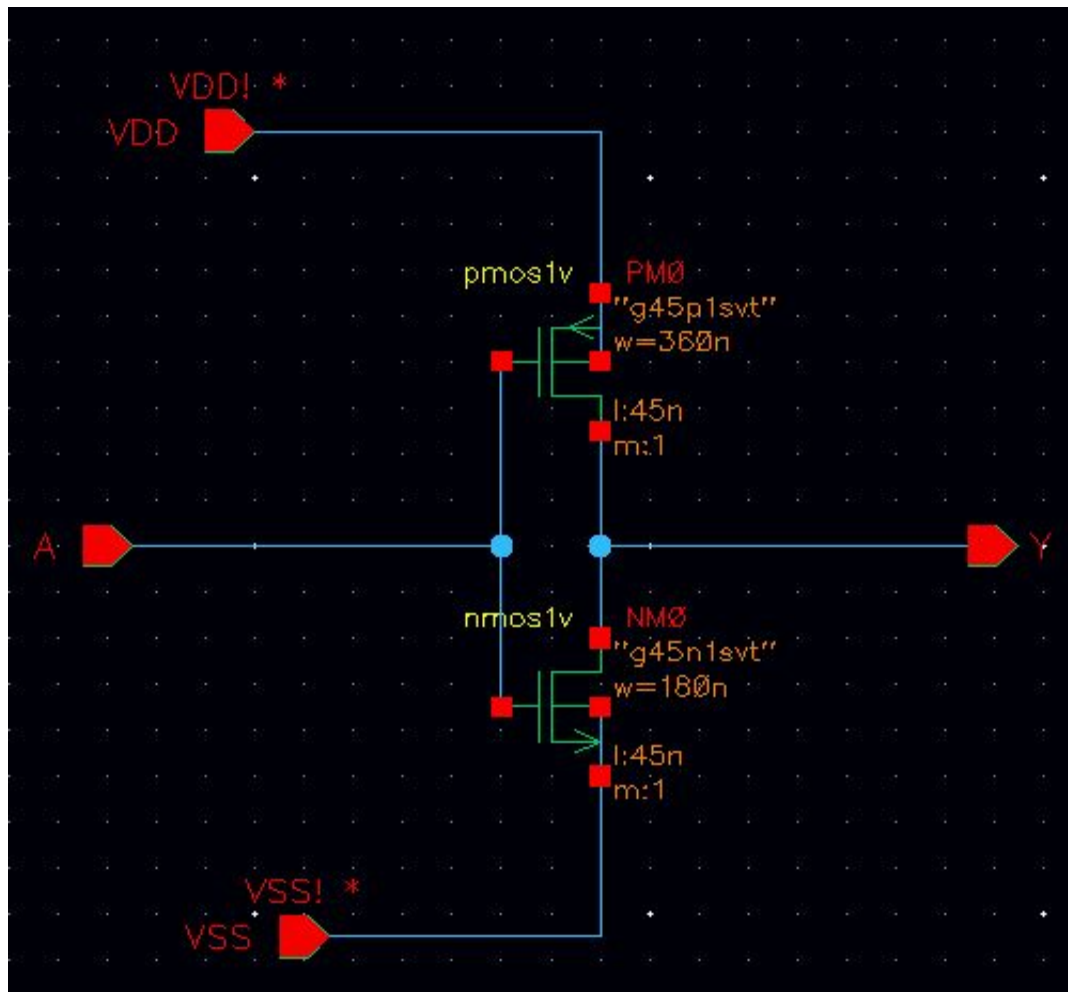 VDD! *
VDD
pmos1v PM0
"g45p1svt"
w=360n
l:45n
m:1
A Y
nmos1v NM0
"g45n1svt"
w=180n
l:45n
m:1
VSS! *
VSS